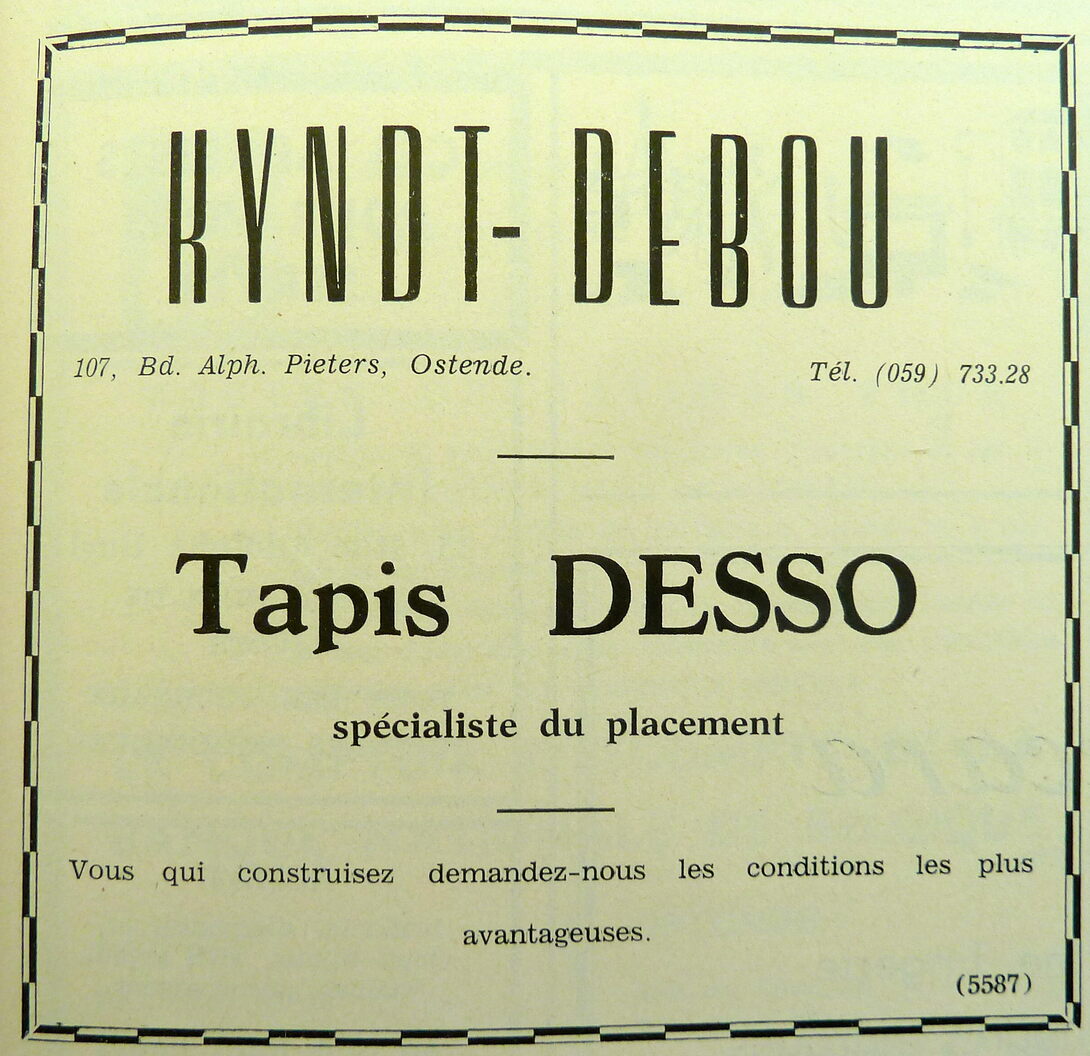 KYNDT-DEBOU
107, Bd. Alph. Pieters, Ostende. Tél. (059) 733.28
Tapis DESSO
spécialiste du placement
Vous qui construisez demandez-nous les conditions les plus
avantageuses.
(5587)